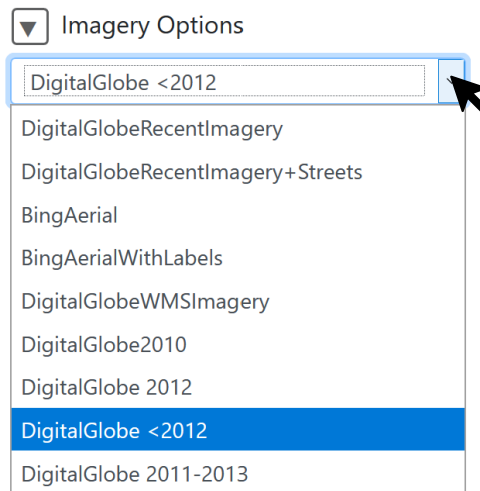 Imagery Options
DigitalGlobe <2012
DigitalGlobeRecentImagery
DigitalGlobeRecentImagery+Streets
BingAerial
BingAerialWithLabels
DigitalGlobeWMSImagery
DigitalGlobe2010
DigitalGlobe 2012
DigitalGlobe <2012
DigitalGlobe 2011-2013